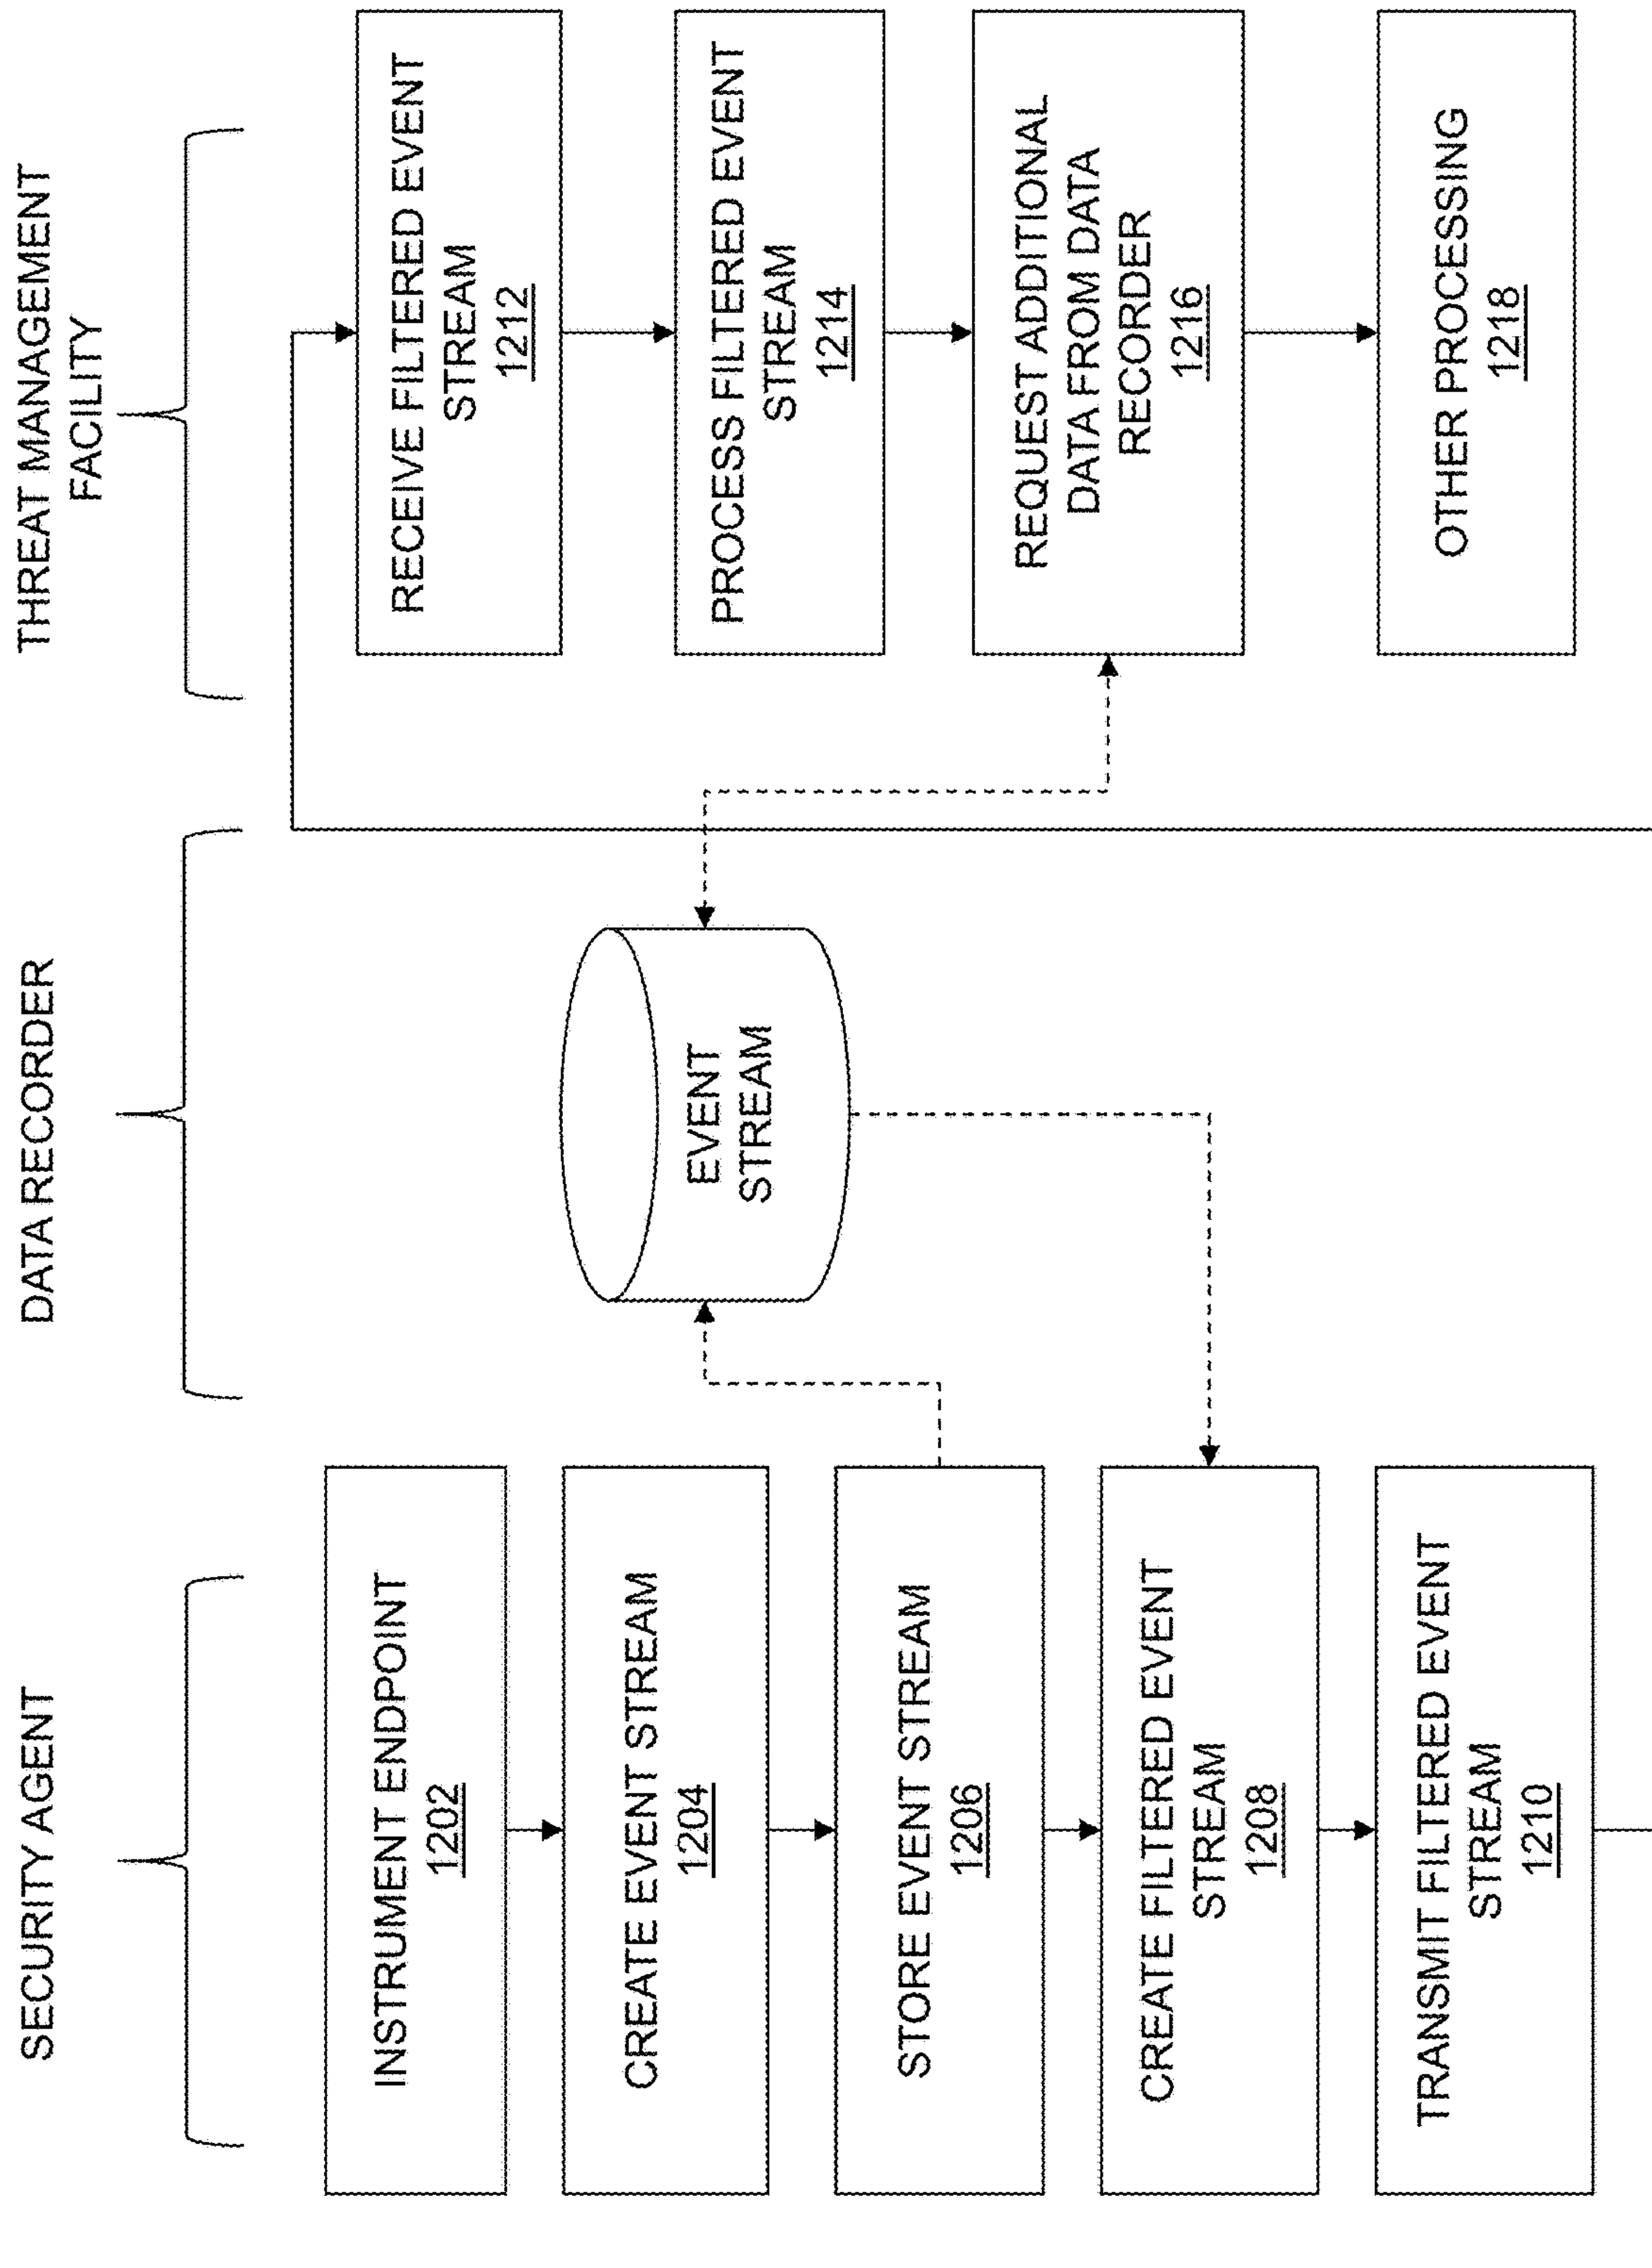 SECURITY AGENT
INSTRUMENT ENDPOINT
1202
CREATE EVENT STREAM
1204
STORE EVENT STREAM
1206
CREATE FILTERED EVENT
STREAM
1208
TRANSMIT FILTERED EVENT
STREAM
1210
DATA RECORDER
EVENT
STREAM
THREAT MANAGEMENT
FACILITY
RECEIVE FILTERED EVENT
STREAM
1212
PROCESS FILTERED EVENT
STREAM
1214
REQUEST ADDITIONAL
DATA FROM DATA
RECORDER
1216
OTHER PROCESSING
1218